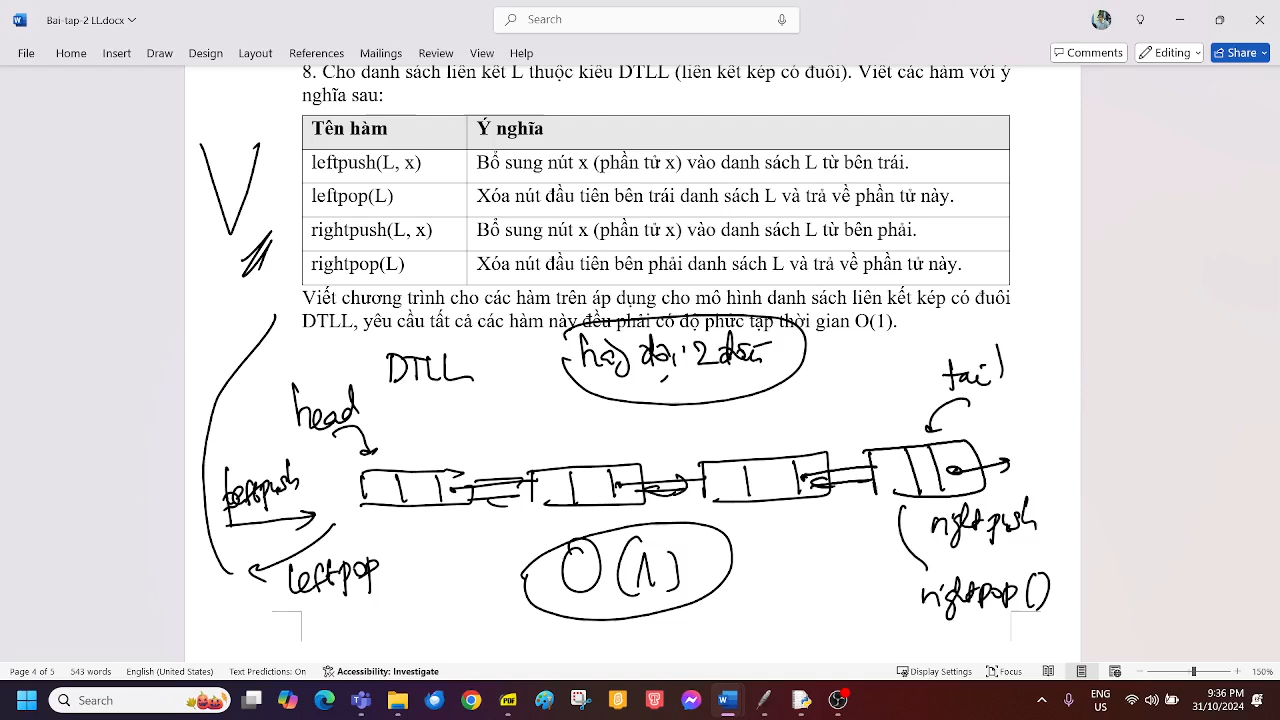 Bai-tap-2 LL.docx
Search
File Home Insert Draw Design Layout References Mailings Review View Help
Comments Editing Share
8. Cho danh sách liên kết L thuộc kiểu DTLL (liên kết kép có đuôi). Viết các hàm với ý
nghĩa sau:
Tên hàm Ý nghĩa
leftpush(L, x) Bổ sung nút x (phần tử x) vào danh sách L từ bên trái.
leftpop(L) Xóa nút đầu tiên bên trái danh sách L và trả về phần tử này.
rightpush(L, x) Bổ sung nút x (phần tử x) vào danh sách L từ bên phải.
rightpop(L) Xóa nút đầu tiên bên phải danh sách L và trả về phần tử này.
Viết chương trình cho các hàm trên áp dụng cho mô hình danh sách liên kết kép có đuôi
DTLL, yêu cầu tất cả các hàm này đều phải có độ phức tạp thời gian O(1).
DTLL
hàng đợi 2 đầu
tail
head
leftpush
rightpush
O(1)
leftpop
rightpop()
Page 4 of 5 543 words English (United States) Text Predictions: On Accessibility: Investigate Display Settings Focus 150%
Search
PDF
ENG
US
9:36 PM
31/10/2024